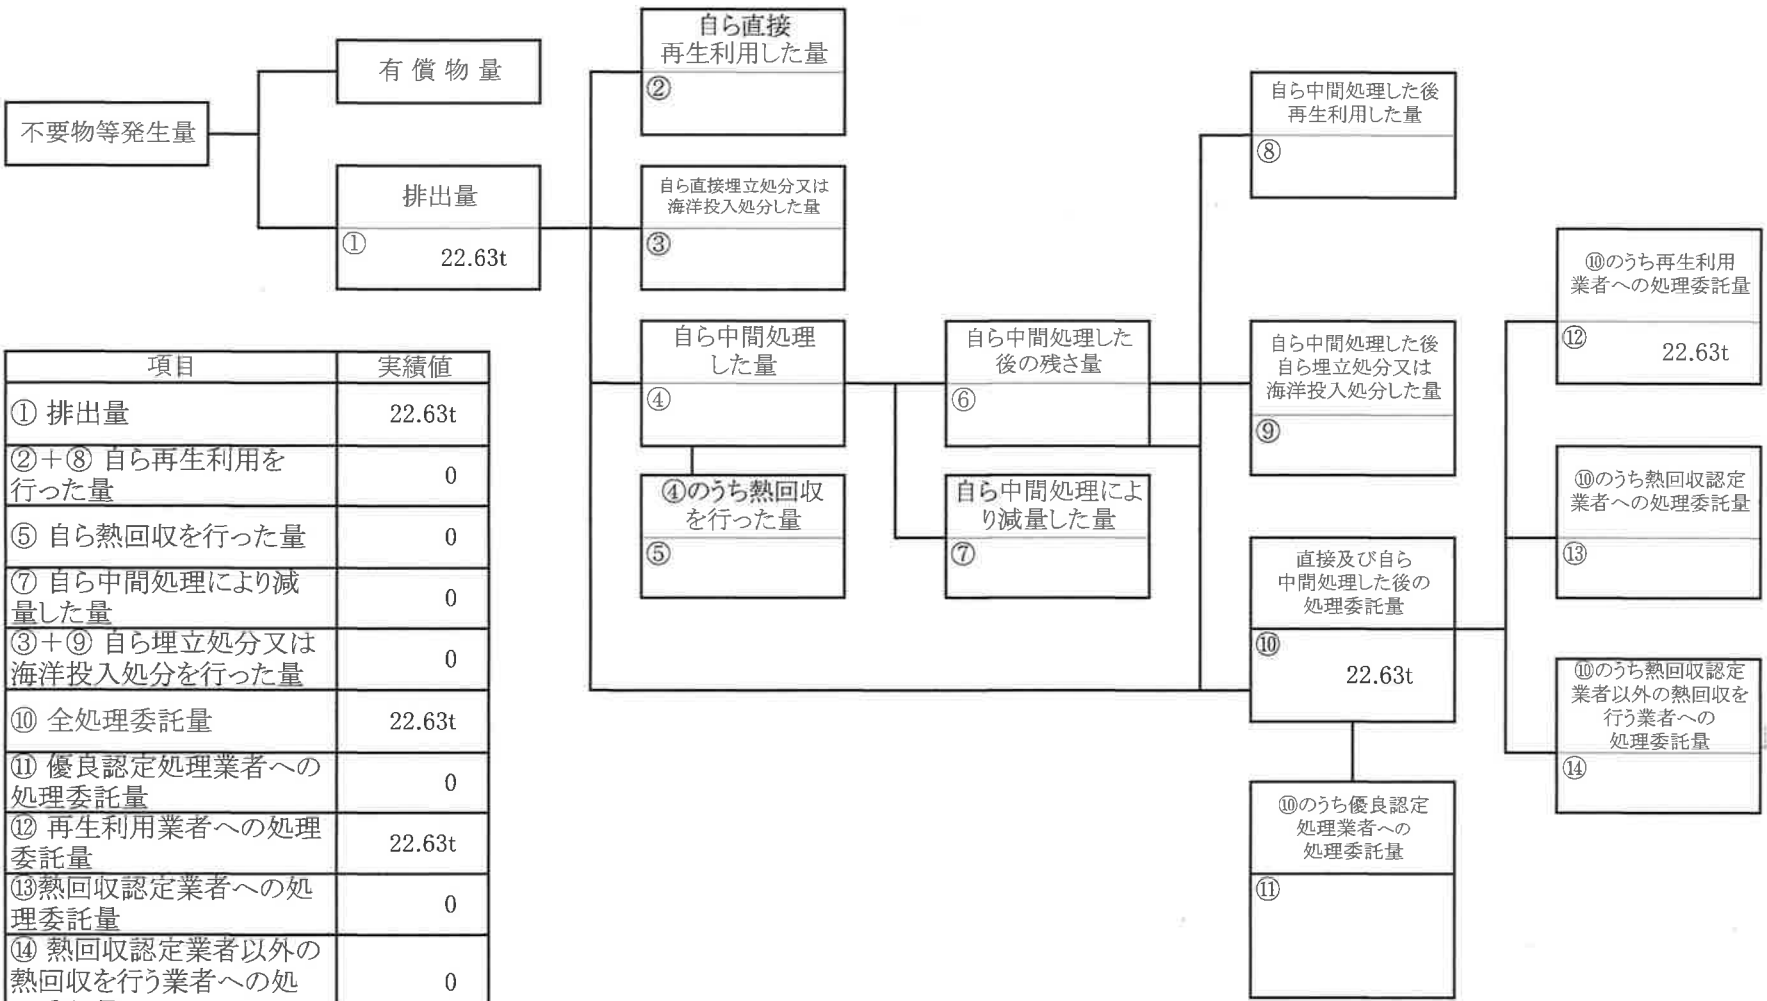 不要物等発生量
有償物量
排出量
①
22.63t
自ら直接
再生利用した量
②
自ら直接埋立処分又は
海洋投入処分した量
③
自ら中間処理
した量
④
④のうち熱回収
を行った量
⑤
自ら中間処理した
後の残さ量
⑥
自ら中間処理によ
り減量した量
⑦
自ら中間処理した後
再生利用した量
⑧
自ら中間処理した後
自ら埋立処分又は
海洋投入処分した量
⑨
直接及び自ら
中間処理した後の
処理委託量
⑩
22.63t
⑩のうち優良認定
処理業者への
処理委託量
⑪
⑩のうち再生利用
業者への処理委託量
⑫
22.63t
⑩のうち熱回収認定
業者への処理委託量
⑬
⑩のうち熱回収認定
業者以外の熱回収を
行う業者への
処理委託量
⑭
項目 実績値
① 排出量 22.63t
②+⑧ 自ら再生利用を
行った量 0
⑤ 自ら熱回収を行った量 0
⑦ 自ら中間処理により減
量した量 0
③+⑨ 自ら埋立処分又は
海洋投入処分を行った量 0
⑩ 全処理委託量 22.63t
⑪ 優良認定処理業者への
処理委託量 0
⑫ 再生利用業者への処理
委託量 22.63t
⑬熱回収認定業者への処
理委託量 0
⑭ 熱回収認定業者以外の
熱回収を行う業者への処 0